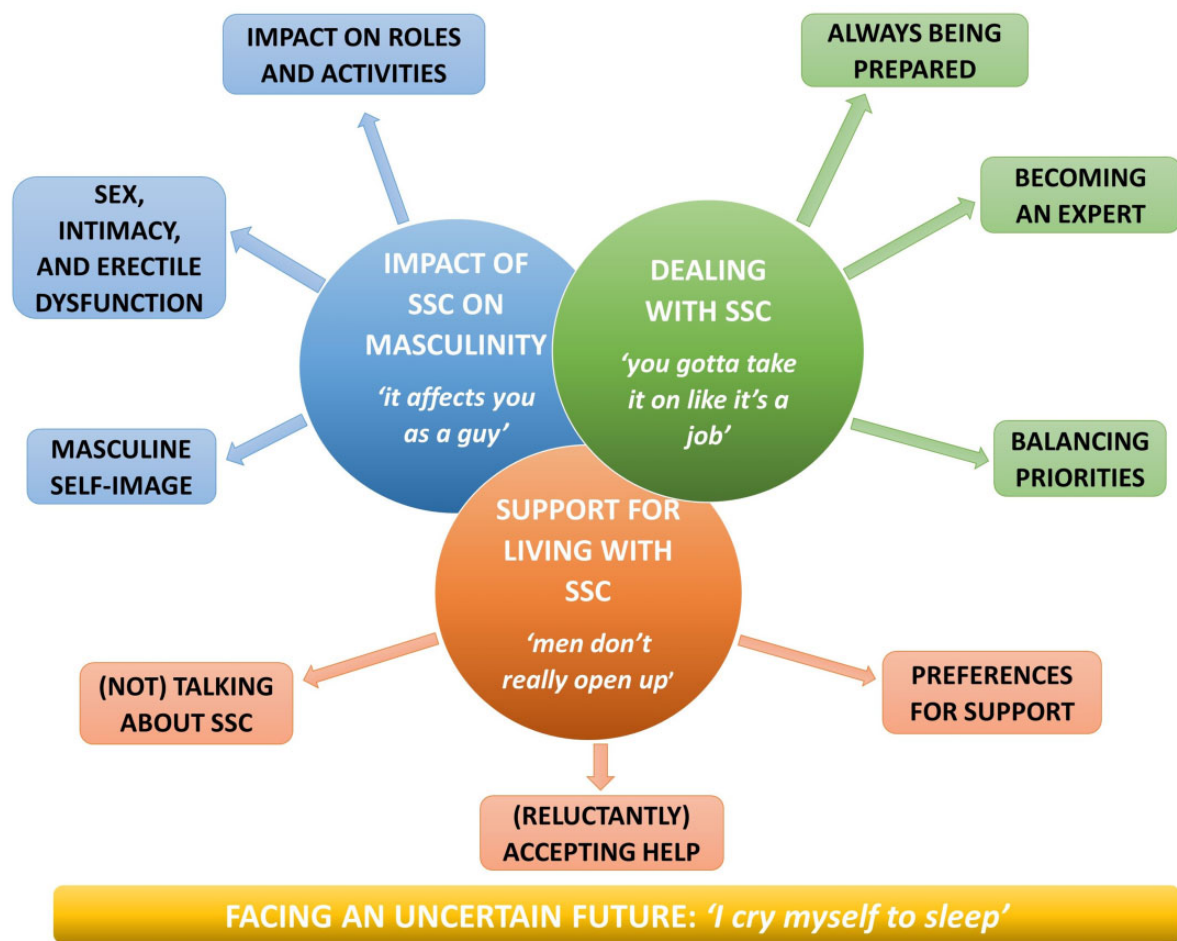 IMPACT ON ROLES
AND ACTIVITIES
ALWAYS BEING
PREPARED
SEX,
INTIMACY,
AND ERECTILE
DYSFUNCTION
BECOMING
AN EXPERT
IMPACT OF
SSC ON
MASCULINITY
‘it affects you
as a guy’
DEALING
WITH SSC
‘you gotta take
it on like it’s a
job’
MASCULINE
SELF-IMAGE
BALANCING
PRIORITIES
SUPPORT FOR
LIVING WITH
SSC
‘men don’t
really open up’
(NOT) TALKING
ABOUT SSC
PREFERENCES
FOR SUPPORT
(RELUCTANTLY)
ACCEPTING HELP
FACING AN UNCERTAIN FUTURE: ‘I cry myself to sleep’